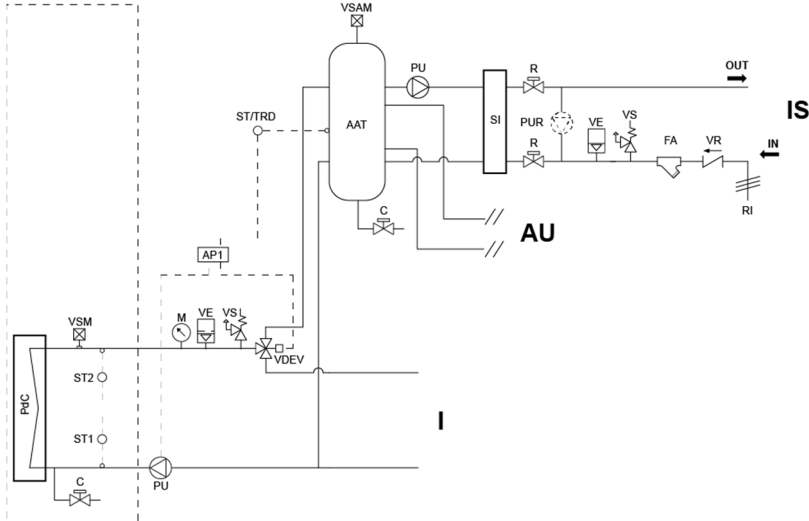 VSAM
PU
R
OUT
IS
ST/TRD
AAT
SI
PUR
VE
VS
FA
VR
IN
R
RI
C
AU
AP1
M
VE
VS
VSM
VDEV
PdC
ST2
I
ST1
C
PU